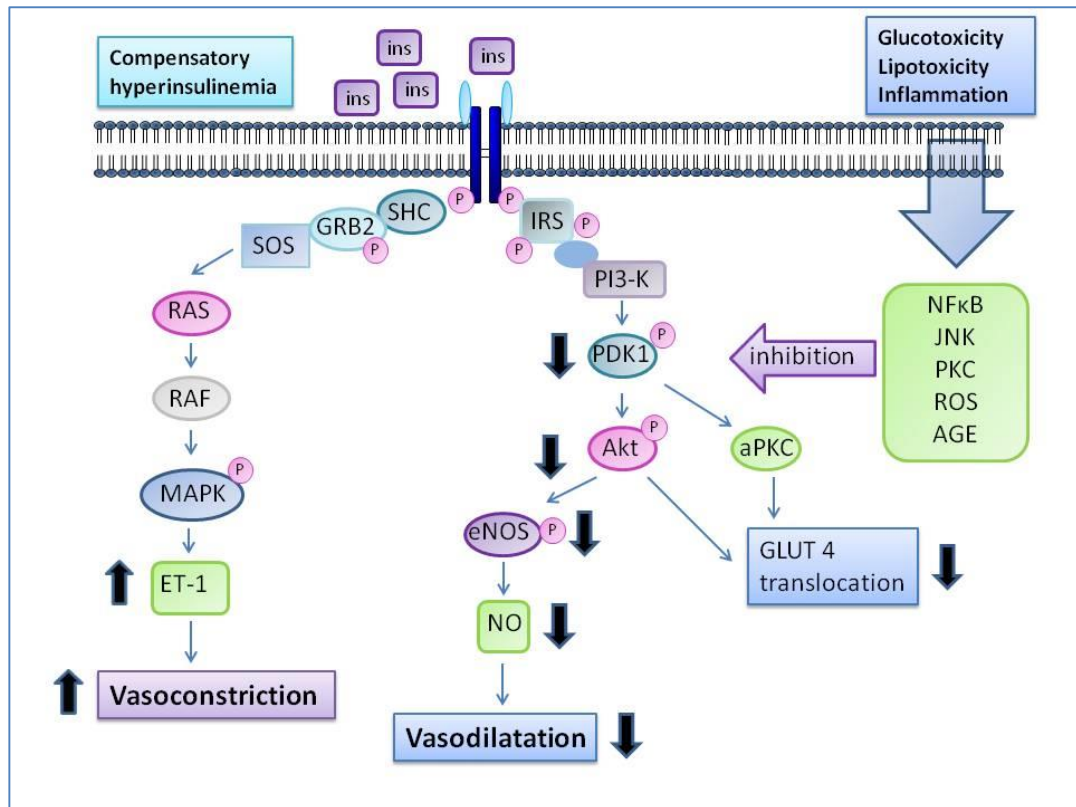 Compensatory
hyperinsulinemia
ins
ins
ins
ins
Glucotoxicity
Lipotoxicity
Inflammation
P
P
SHC
GRB2
P
SOS
IRS
P
P
PI3-K
RAS
RAF
MAPK
P
ET-1
Vasoconstriction
PDK1
P
Akt
P
aPKC
eNOS
P
NO
Vasodilatation
GLUT 4
translocation
inhibition
NFκB
JNK
PKC
ROS
AGE